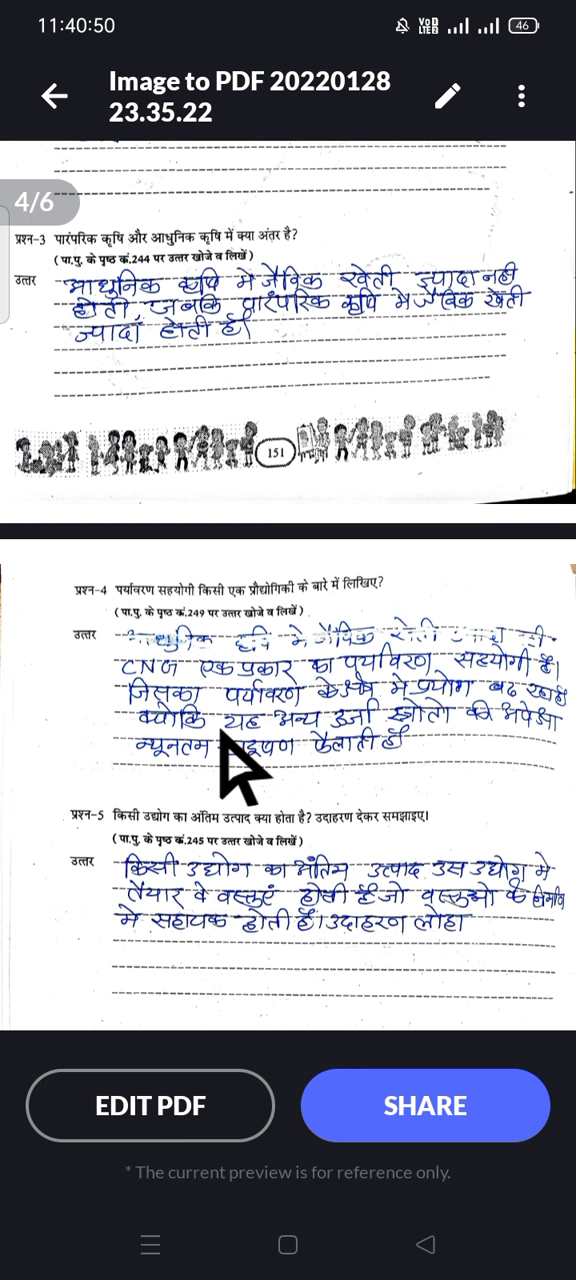 11:40:50
VoD LTE2 46
Image to PDF 20220128
23.35.22
4/6
प्रश्न-3 पारंपरिक कृषि और आधुनिक कृषि में क्या अंतर है?
( पा.पु. के पृष्ठ कं.244 पर उत्तर खोजे व लिखें )
उत्तर आधुनिक कृषि में जैविक खेती ज्यादा नही
होती, जबकि पारंपरिक कृषि मे जैविक खेती
ज्यादा होती है।
151
प्रश्न-4 पर्यावरण सहयोगी किसी एक प्रौद्योगिकी के बारे में लिखिए?
( पा.पु. के पृष्ठ कं.249 पर उत्तर खोजे व लिखें )
उत्तर कृषि मे जैविक खेती
CNG एक प्रकार का पर्यावरण सहयोगी है।
जिसका पर्यावरण के क्षेत्र मे प्रयोग बढ रहा है
क्योकि यह अन्य उर्जा स्त्रोतो की अपेक्षा
न्यूनतम फैलाती है
प्रश्न-5 किसी उद्योग का अंतिम उत्पाद क्या होता है? उदाहरण देकर समझाइए।
( पा.पु. के पृष्ठ कं.245 पर उत्तर खोजे व लिखें )
उत्तर किसी उद्योग का अंतिम उत्पाद उस उद्योग मे
तैयार वे वस्तुएं होती है जो वस्तुओ के निर्माण
मे सहायक होती है। उदाहरण लोहा
EDIT PDF
SHARE
* The current preview is for reference only.